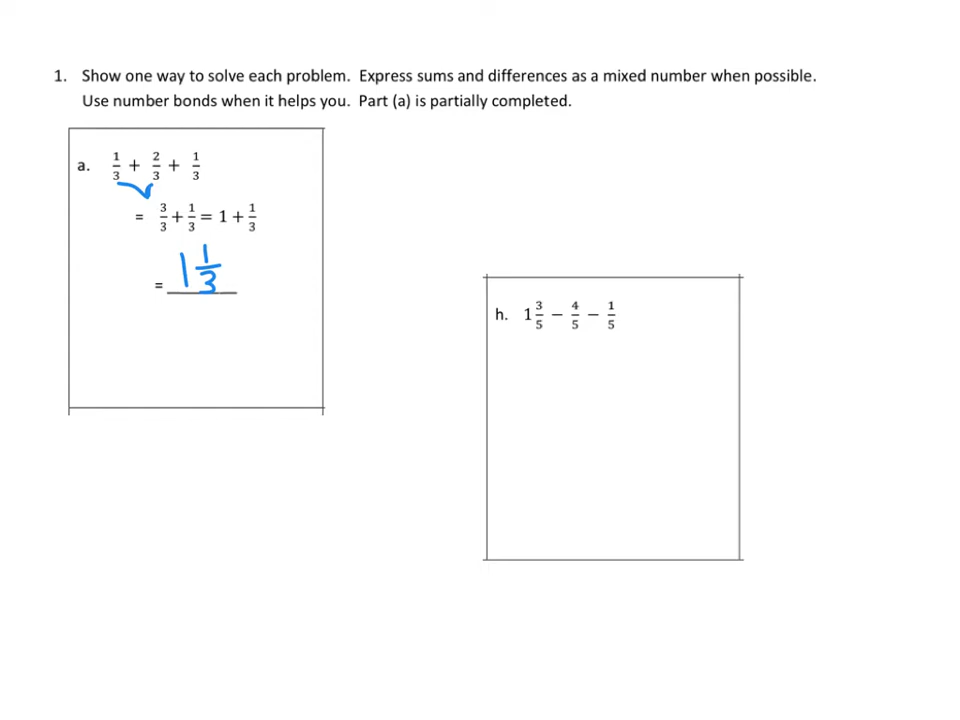 1. Show one way to solve each problem. Express sums and differences as a mixed number when possible.
Use number bonds when it helps you. Part (a) is partially completed.
a. 1/3 + 2/3 + 1/3
= 3/3 + 1/3 = 1 + 1/3
= 1 1/3
h. 1 3/5 − 4/5 − 1/5